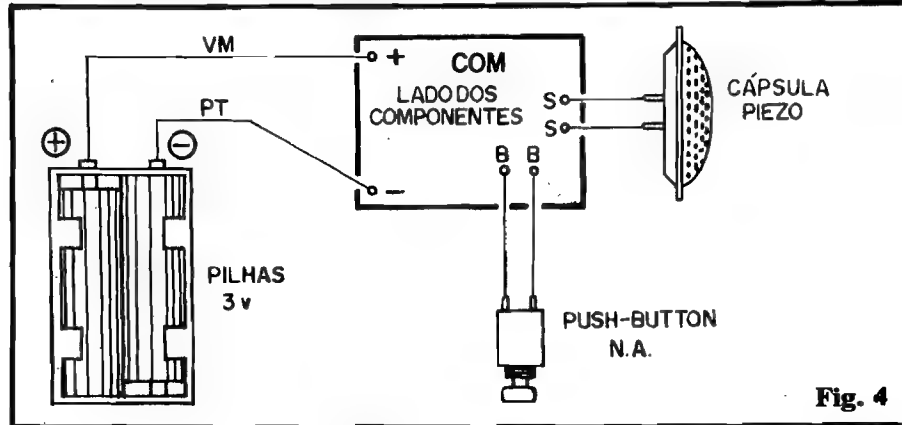 VM
+
COM
LADO DOS
COMPONENTES
S
S
CÁPSULA
PIEZO
PT
+
-
B B
-
PILHAS
3 v
PUSH-BUTTON
N.A.
Fig. 4